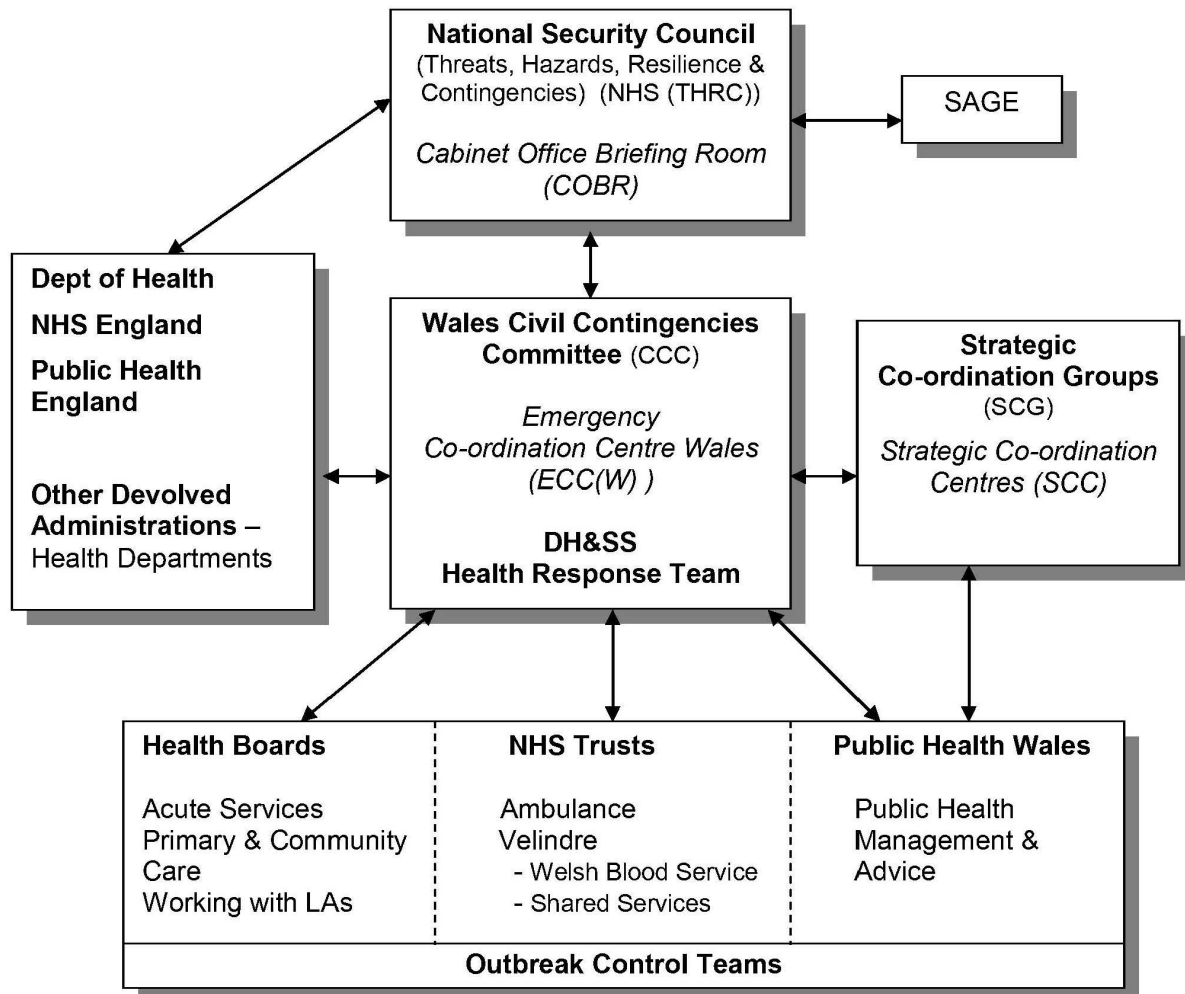 National Security Council
(Threats, Hazards, Resilience &
Contingencies) (NHS (THRC))
Cabinet Office Briefing Room
(COBR)
SAGE
Dept of Health
NHS England
Public Health
England
Other Devolved
Administrations –
Health Departments
Wales Civil Contingencies
Committee (CCC)
Emergency
Co-ordination Centre Wales
(ECC(W) )
DH&SS
Health Response Team
Strategic
Co-ordination Groups
(SCG)
Strategic Co-ordination
Centres (SCC)
Health Boards
Acute Services
Primary & Community
Care
Working with LAs
NHS Trusts
Ambulance
Velindre
- Welsh Blood Service
- Shared Services
Public Health Wales
Public Health
Management &
Advice
Outbreak Control Teams